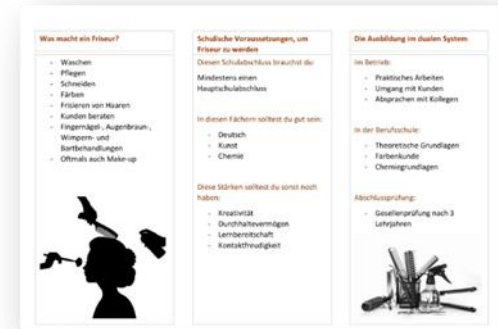 Was macht ein Friseur?
- Waschen
- Pflegen
- Schneiden
- Färben
- Frisieren von Haaren
- Kunden beraten
- Fingernägel-, Augenbraun-,
Wimpern- und
Bartbehandlungen
- Oftmals auch Make-up
Schulische Voraussetzungen, um
Friseur zu werden
Diesen Schulabschluss brauchst du:
Mindestens einen
Hauptschulabschluss
In diesen Fächern solltest du gut sein:
- Deutsch
- Kunst
- Chemie
Diese Stärken solltest du sonst noch
haben:
- Kreativität
- Durchhaltevermögen
- Lernbereitschaft
- Kontaktfreudigkeit
Die Ausbildung im dualen System
Im Betrieb:
- Praktisches Arbeiten
- Umgang mit Kunden
- Absprachen mit Kollegen
In der Berufsschule:
- Theoretische Grundlagen
- Farbenkunde
- Chemiegrundlagen
Abschlussprüfung:
- Gesellenprüfung nach 3
Lehrjahren